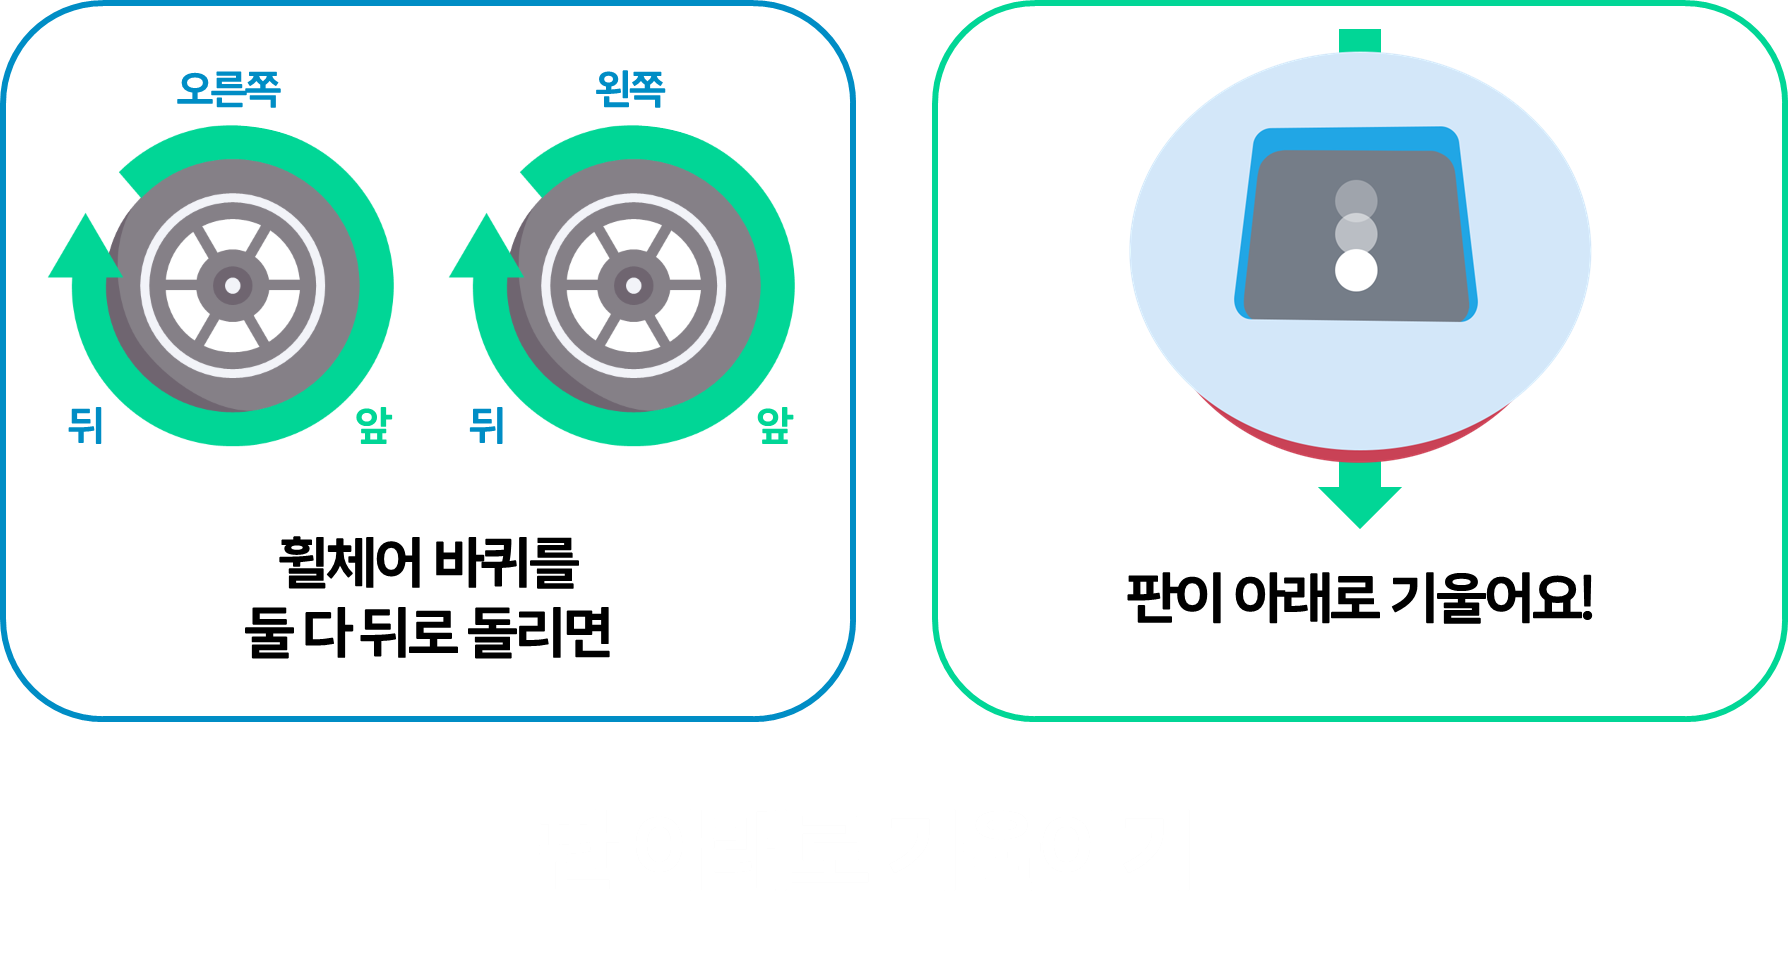 오른쪽
왼쪽
뒤
앞
뒤
앞
휠체어 바퀴를
둘 다 뒤로 돌리면
판이 아래로 기울어요!